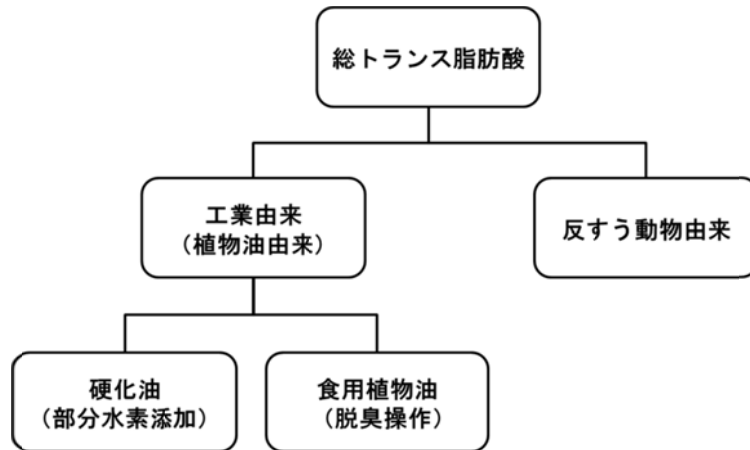 総トランス脂肪酸
工業由来
（植物油由来）
反すう動物由来
硬化油
（部分水素添加）
食用植物油
（脱臭操作）